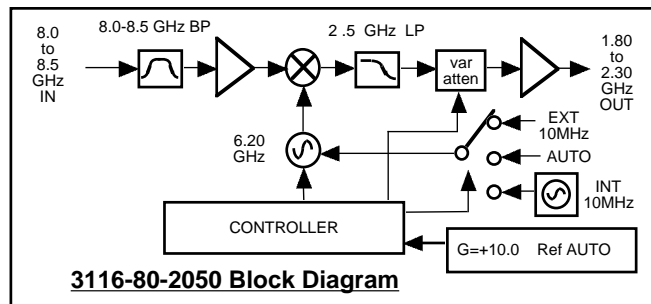 8.0
to
8.5
GHz
IN
8.0-8.5 GHz BP
2 .5 GHz LP
var
atten
1.80
to
2.30
GHz
OUT
6.20
GHz
EXT
10MHz
AUTO
INT
10MHz
CONTROLLER
G=+10.0 Ref AUTO
3116-80-2050 Block Diagram